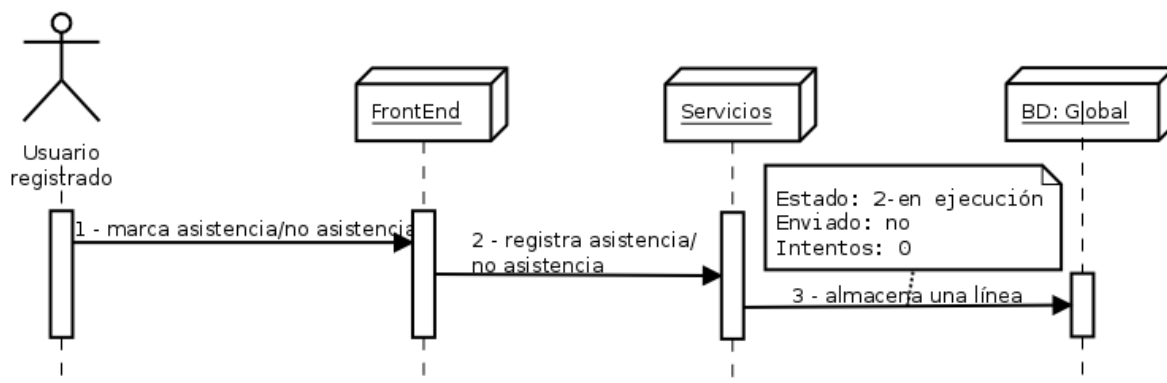 Usuario
registrado
FrontEnd
Servicios
BD: Global
1 - marca asistencia/no asistencia
2 - registra asistencia/
no asistencia
Estado: 2-en ejecución
Enviado: no
Intentos: 0
3 - almacena una línea